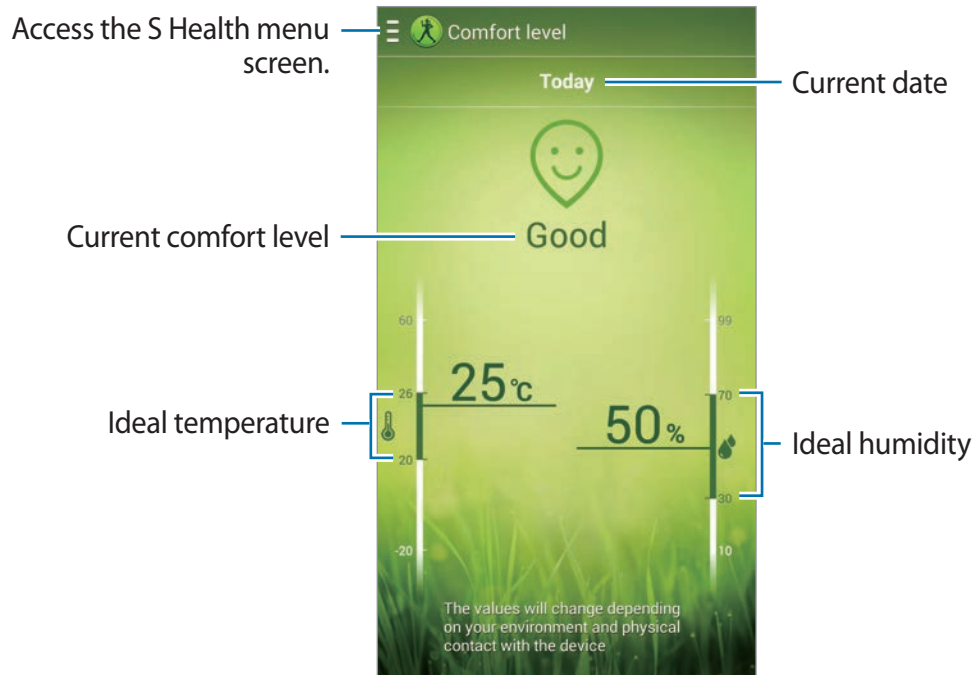 Access the S Health menu
screen.
Comfort level
Today
Current date
Current comfort level
Good
60
99
26
25℃
70
Ideal temperature
50%
Ideal humidity
20
30
-20
10
The values will change depending
on your environment and physical
contact with the device